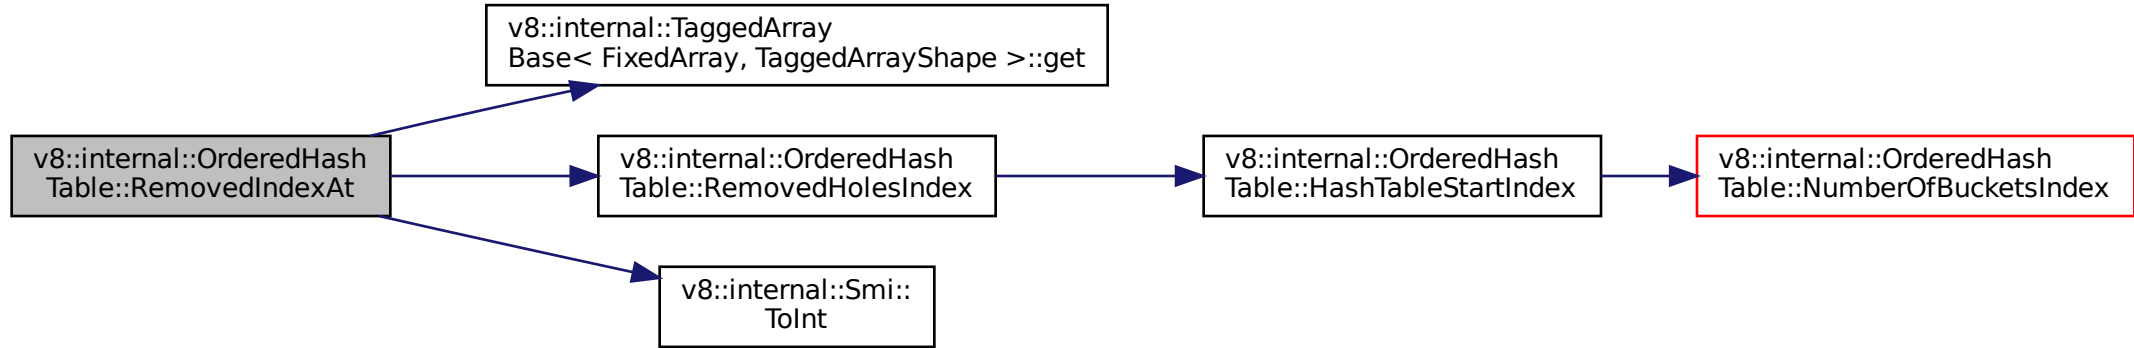 v8::internal::TaggedArray
Base< FixedArray, TaggedArrayShape >::get
v8::internal::OrderedHash
Table::RemovedIndexAt
v8::internal::OrderedHash
Table::RemovedHolesIndex
v8::internal::OrderedHash
Table::HashTableStartIndex
v8::internal::OrderedHash
Table::NumberOfBucketsIndex
v8::internal::Smi::
ToInt